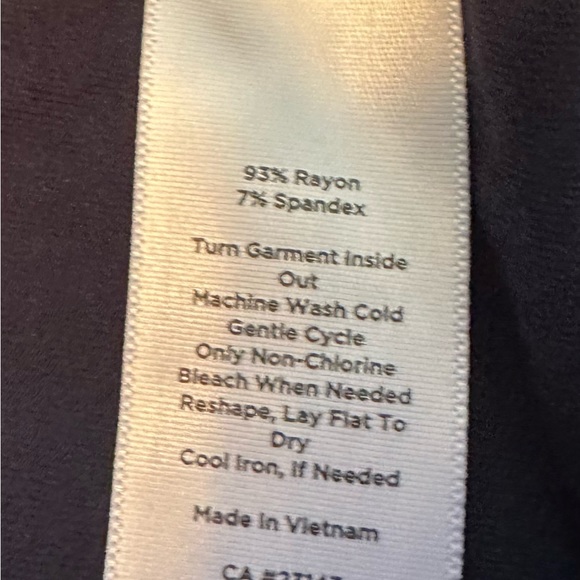 93% Rayon
7% Spandex
Turn Garment Inside
Out
Machine Wash Cold
Gentle Cycle
Only Non-Chlorine
Bleach When Needed
Reshape, Lay Flat To
Dry
Cool Iron, If Needed
Made In Vietnam
CA